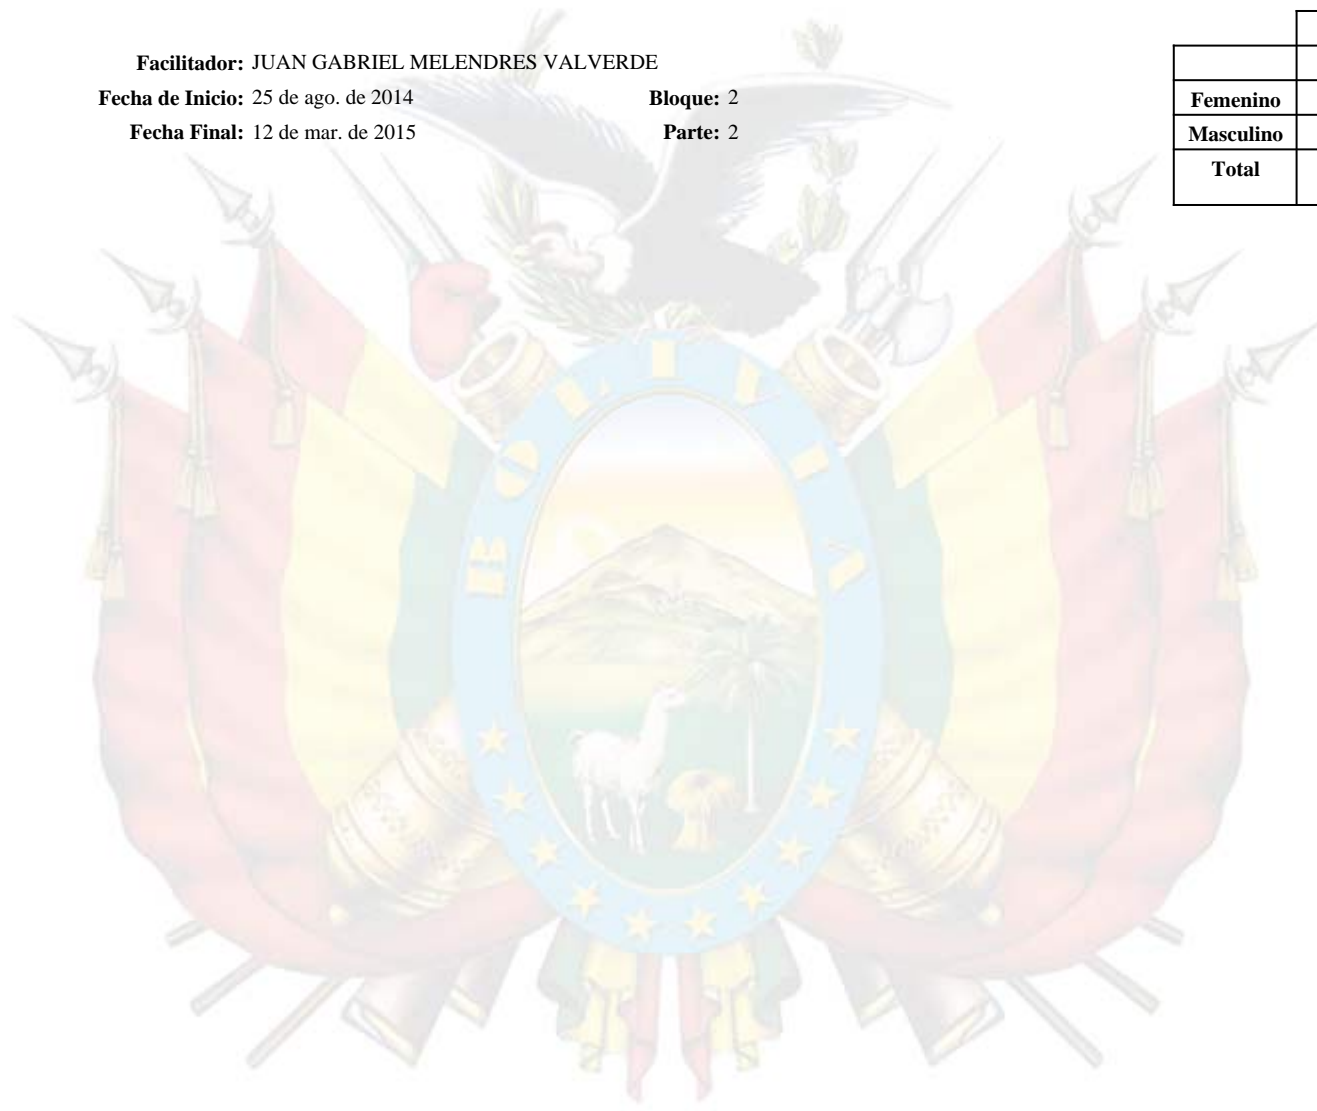 Facilitador: JUAN GABRIEL MELENDRES VALVERDE
Fecha de Inicio: 25 de ago. de 2014 Bloque: 2
Fecha Final: 12 de mar. de 2015 Parte: 2
Femenino
Masculino
Total
BOLIVIA